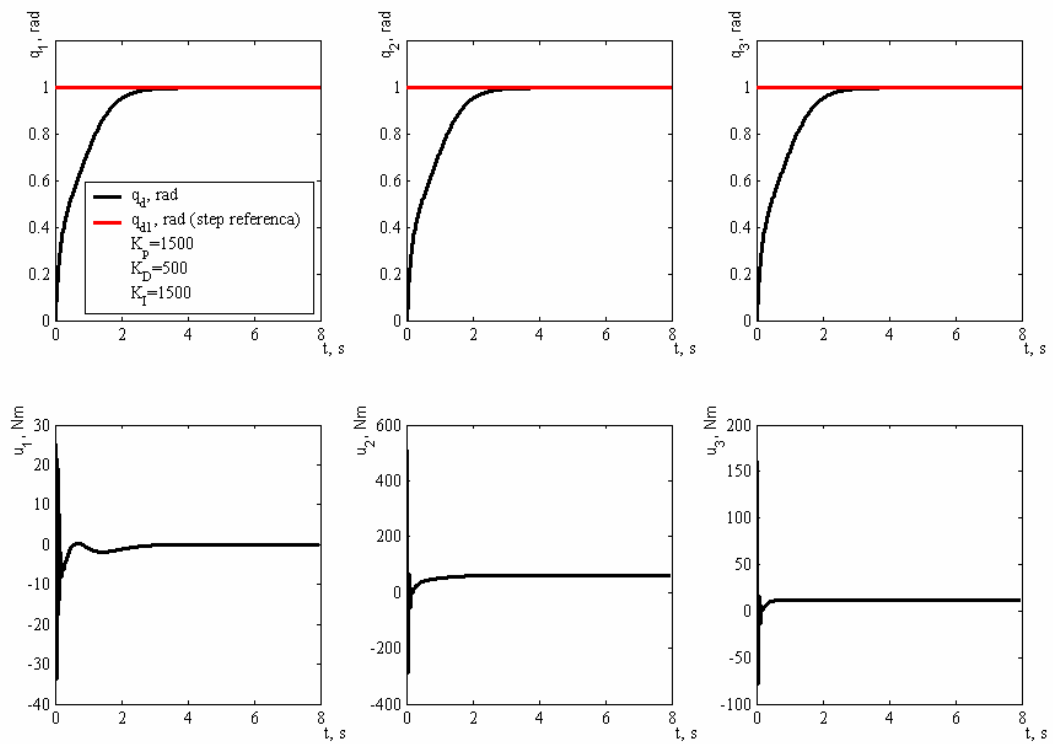 q1, rad
1
0.8
0.6
0.4
0.2
0
0 2 4 6 8
t, s
qd, rad
qd1, rad (step referenca)
Kp=1500
KD=500
KI=1500
q2, rad
1
0.8
0.6
0.4
0.2
0
0 2 4 6 8
t, s
q3, rad
1
0.8
0.6
0.4
0.2
0
0 2 4 6 8
t, s
u1, Nm
30
20
10
0
-10
-20
-30
-40
0 2 4 6 8
t, s
u2, Nm
600
400
200
0
-200
-400
0 2 4 6 8
t, s
u3, Nm
200
150
100
50
0
-50
-100
0 2 4 6 8
t, s